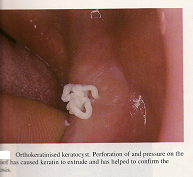 Orthokeratinised keratocyst. Perforation of and pressure on the
has caused keratin to extrude and has helped to confirm the